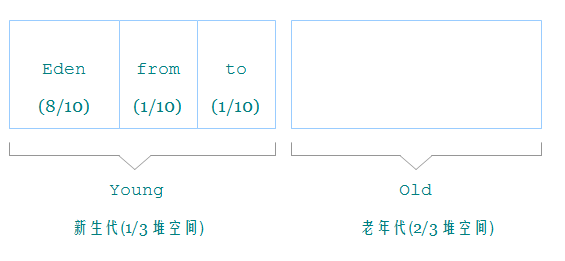 Eden from to
(8/10) (1/10) (1/10)
Young Old
新生代(1/3堆空间) 老年代(2/3堆空间)